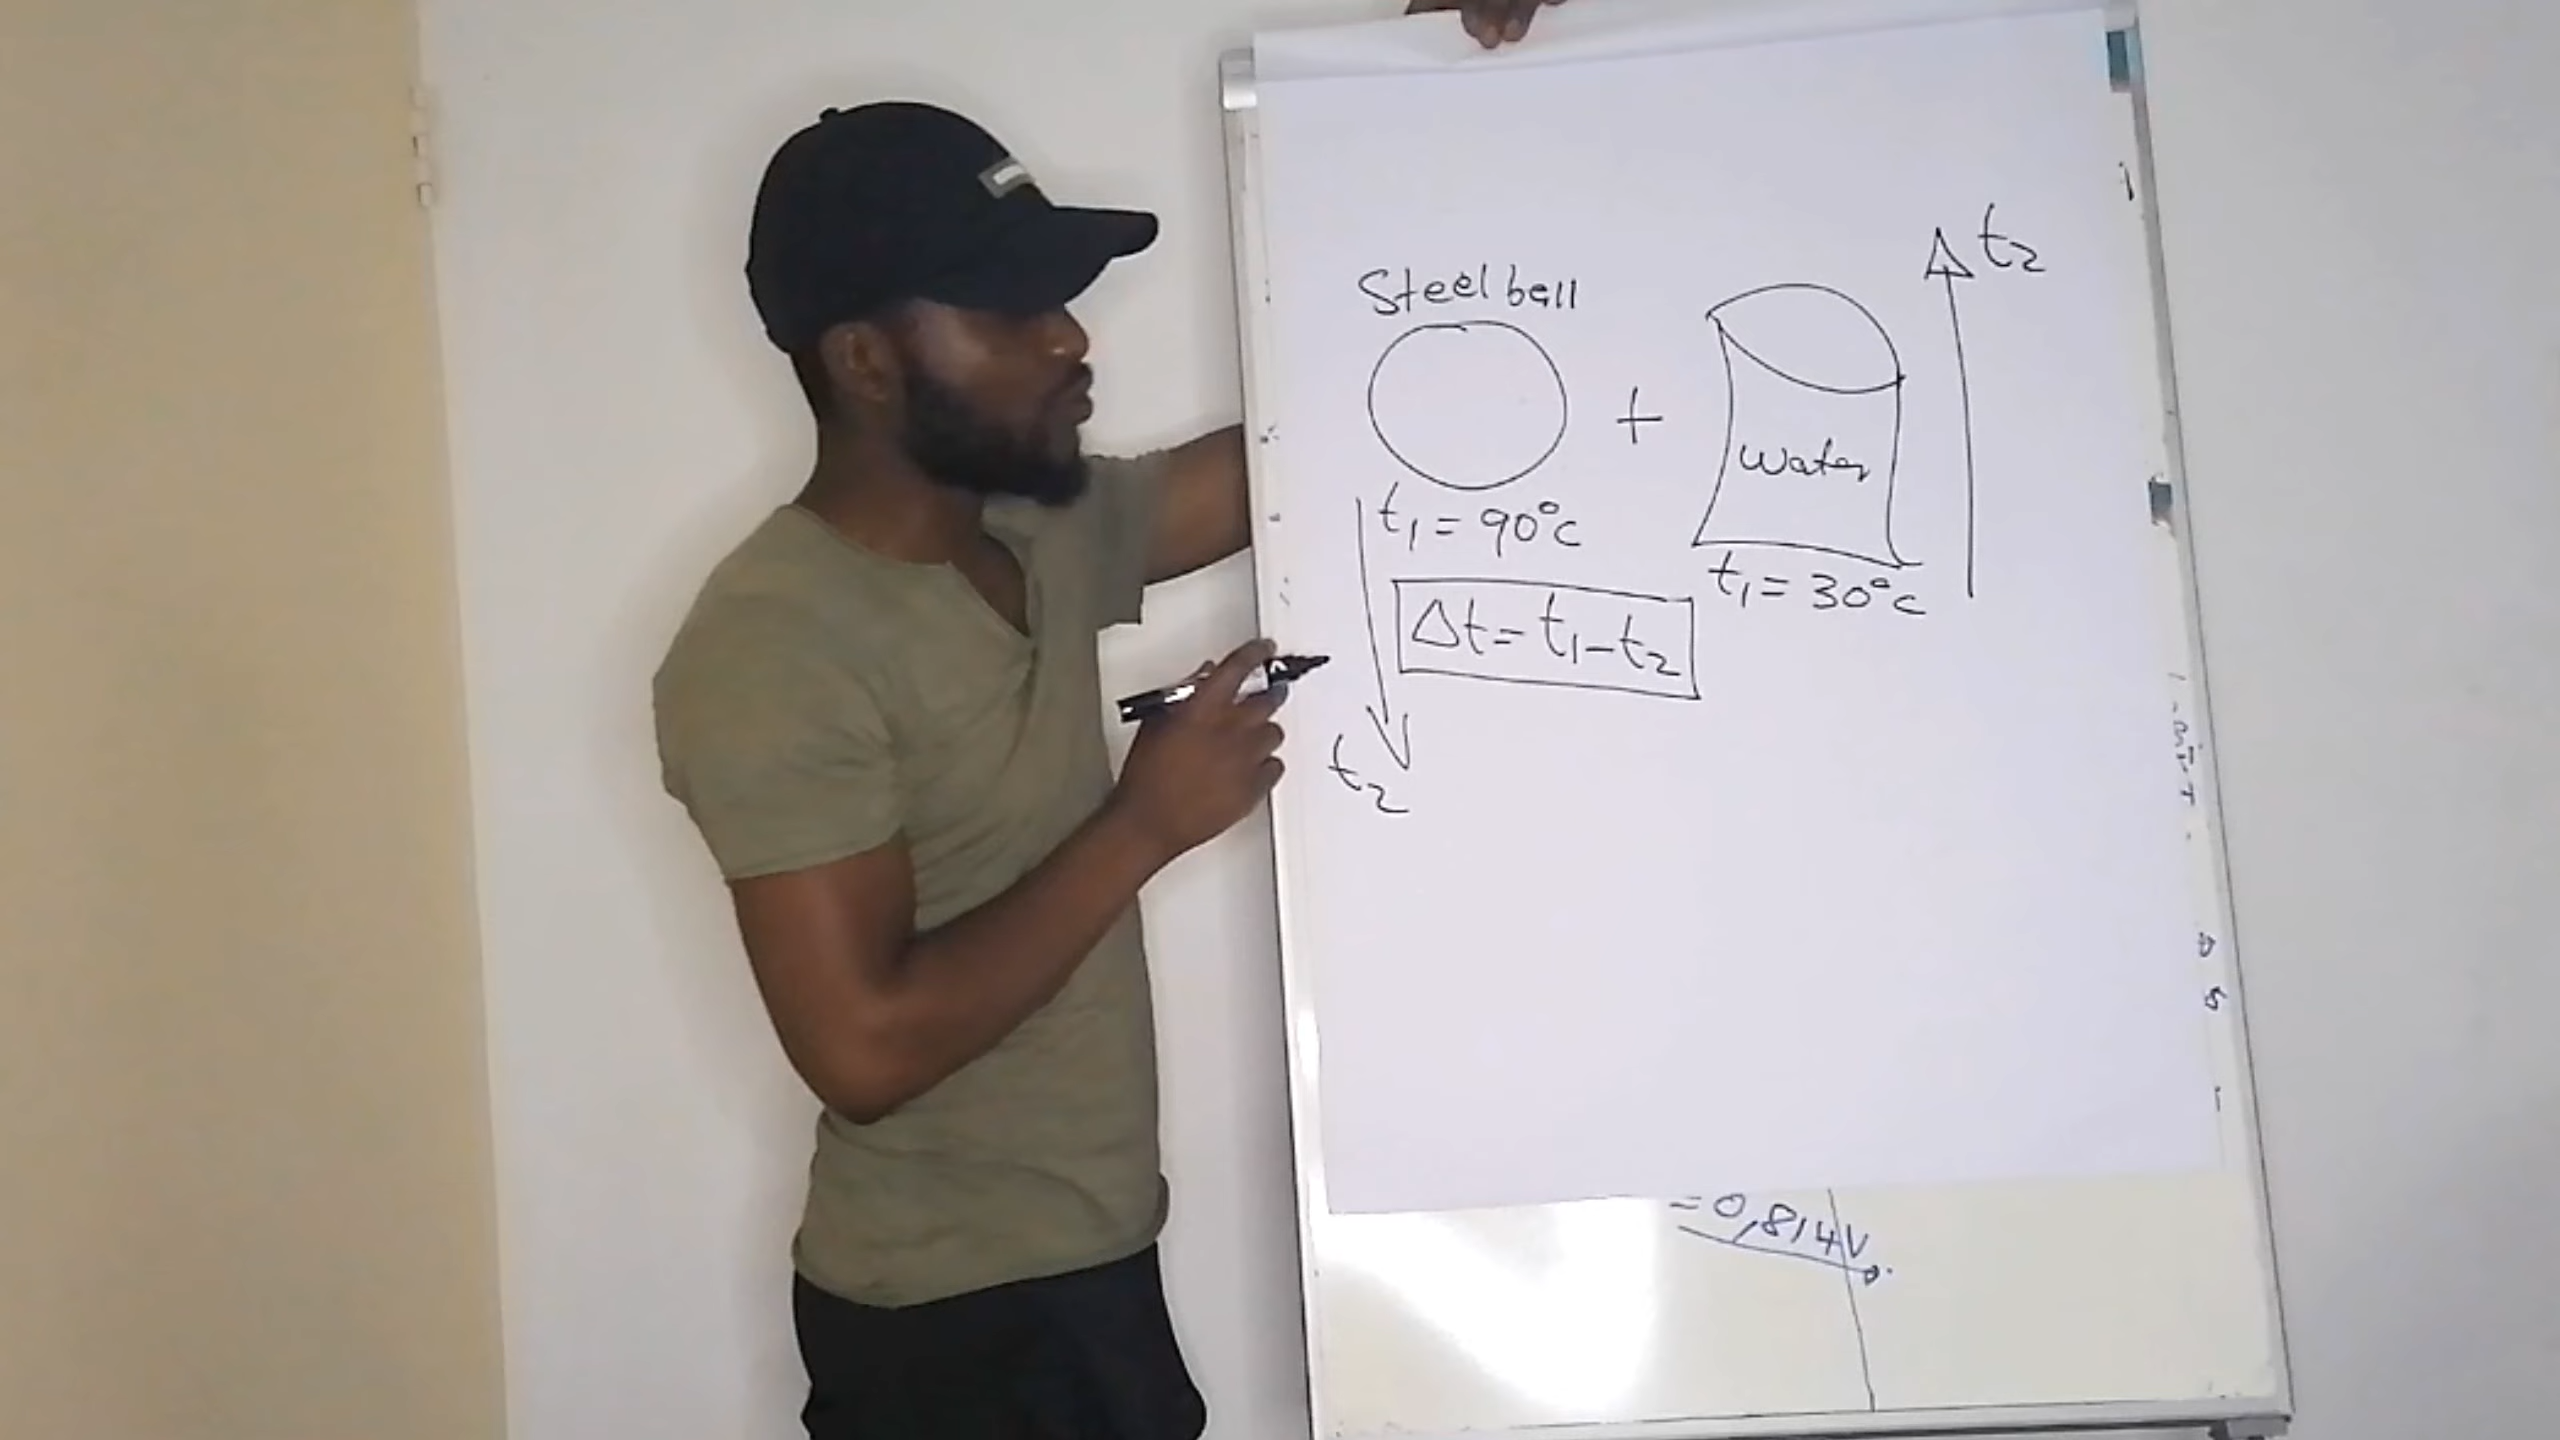 t2
Steel ball
+
water
t1 = 90°C
t1 = 30°C
Δt = t1 - t2
t2
= 0,814V